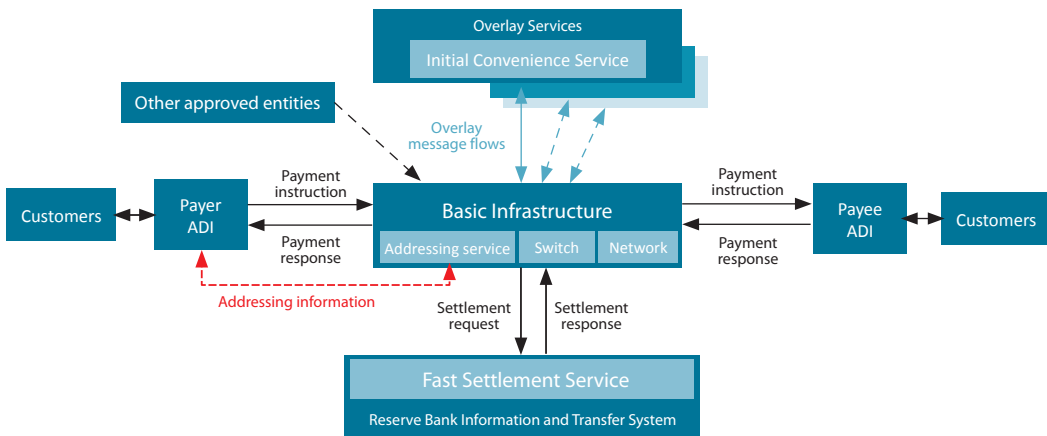 Overlay Services
Initial Convenience Service
Other approved entities
Overlay
message flows
Payment
instruction
Payment
instruction
Customers
Payer
ADI
Basic Infrastructure
Payee
ADI
Customers
Addressing service
Switch
Network
Payment
response
Payment
response
Addressing information
Settlement
request
Settlement
response
Fast Settlement Service
Reserve Bank Information and Transfer System